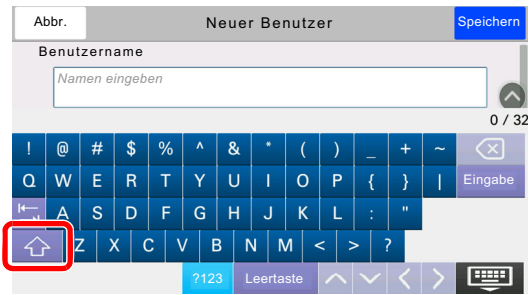 Abbr. Neuer Benutzer Speichern
Benutzername
Namen eingeben
0 / 32
! @ # $ % ^ & * ( ) _ + ~
Q W E R T Y U I O P { } | Eingabe
A S D F G H J K L : "
Z X C V B N M < > ?
?123 Leertaste